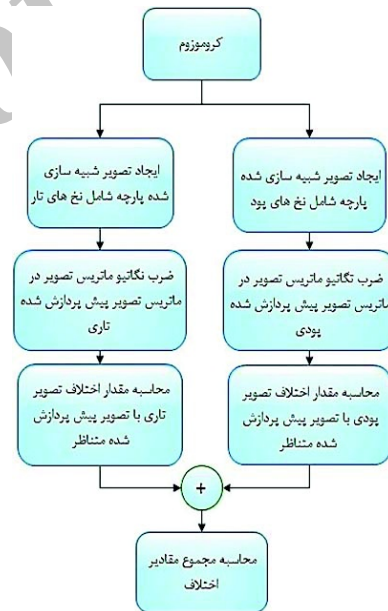 کروموزوم
ایجاد تصویر شبیه سازی شده
پارچه شامل نخ های پود
ایجاد تصویر شبیه سازی
شده پارچه شامل نخ های تار
ضرب نگاتیو ماتریس تصویر در
ماتریس تصویر پیش پردازش شده
پودی
ضرب نگاتیو ماتریس تصویر در
ماتریس تصویر پیش پردازش شده
تاری
محاسبه مقدار اختلاف تصویر
پودی با تصویر پیش پردازش
شده متناظر
محاسبه مقدار اختلاف تصویر
تاری با تصویر پیش پردازش
شده متناظر
+
محاسبه مجموع مقادیر
اختلاف